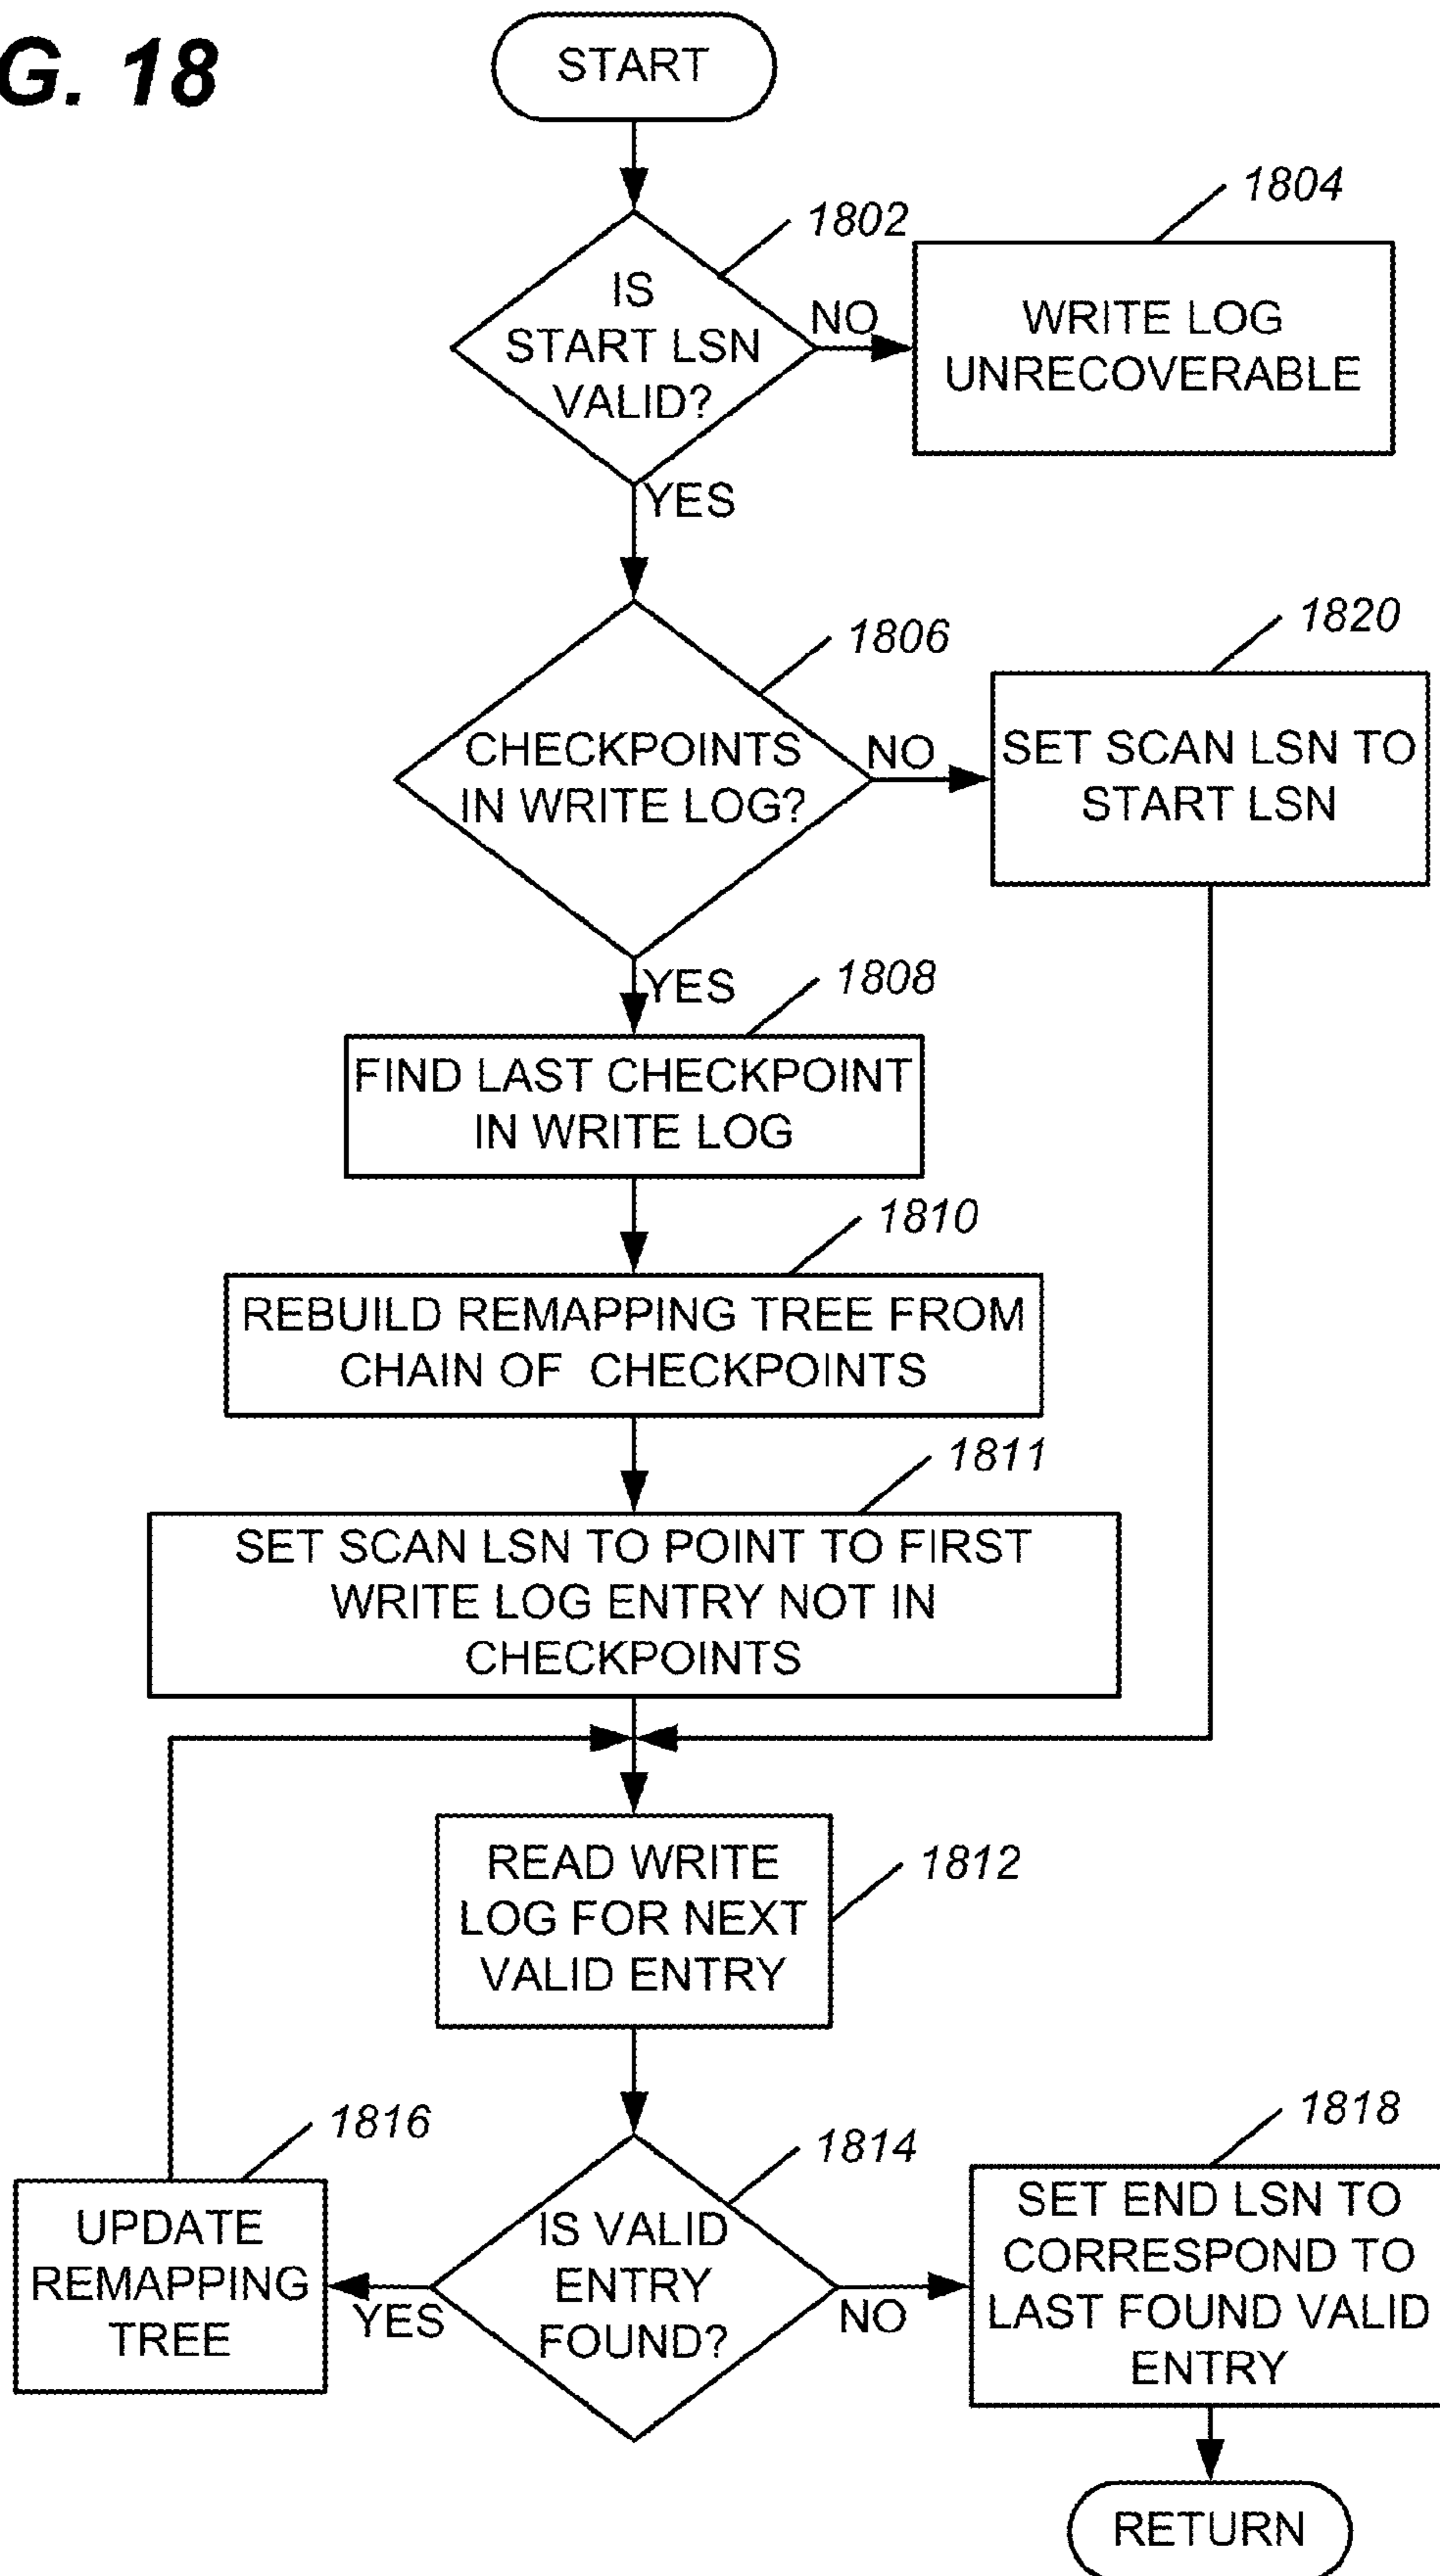 G. 18
START
1802
1804
IS
START LSN
VALID?
NO
WRITE LOG
UNRECOVERABLE
YES
1806
1820
CHECKPOINTS
IN WRITE LOG?
NO
SET SCAN LSN TO
START LSN
YES
1808
FIND LAST CHECKPOINT
IN WRITE LOG
1810
REBUILD REMAPPING TREE FROM
CHAIN OF CHECKPOINTS
1811
SET SCAN LSN TO POINT TO FIRST
WRITE LOG ENTRY NOT IN
CHECKPOINTS
READ WRITE
LOG FOR NEXT
VALID ENTRY
1812
1816
1814
1818
UPDATE
REMAPPING
TREE
YES
IS VALID
ENTRY
FOUND?
NO
SET END LSN TO
CORRESPOND TO
LAST FOUND VALID
ENTRY
RETURN